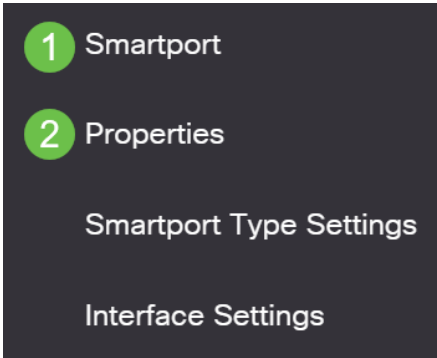 1 Smartport
2 Properties
Smartport Type Settings
Interface Settings